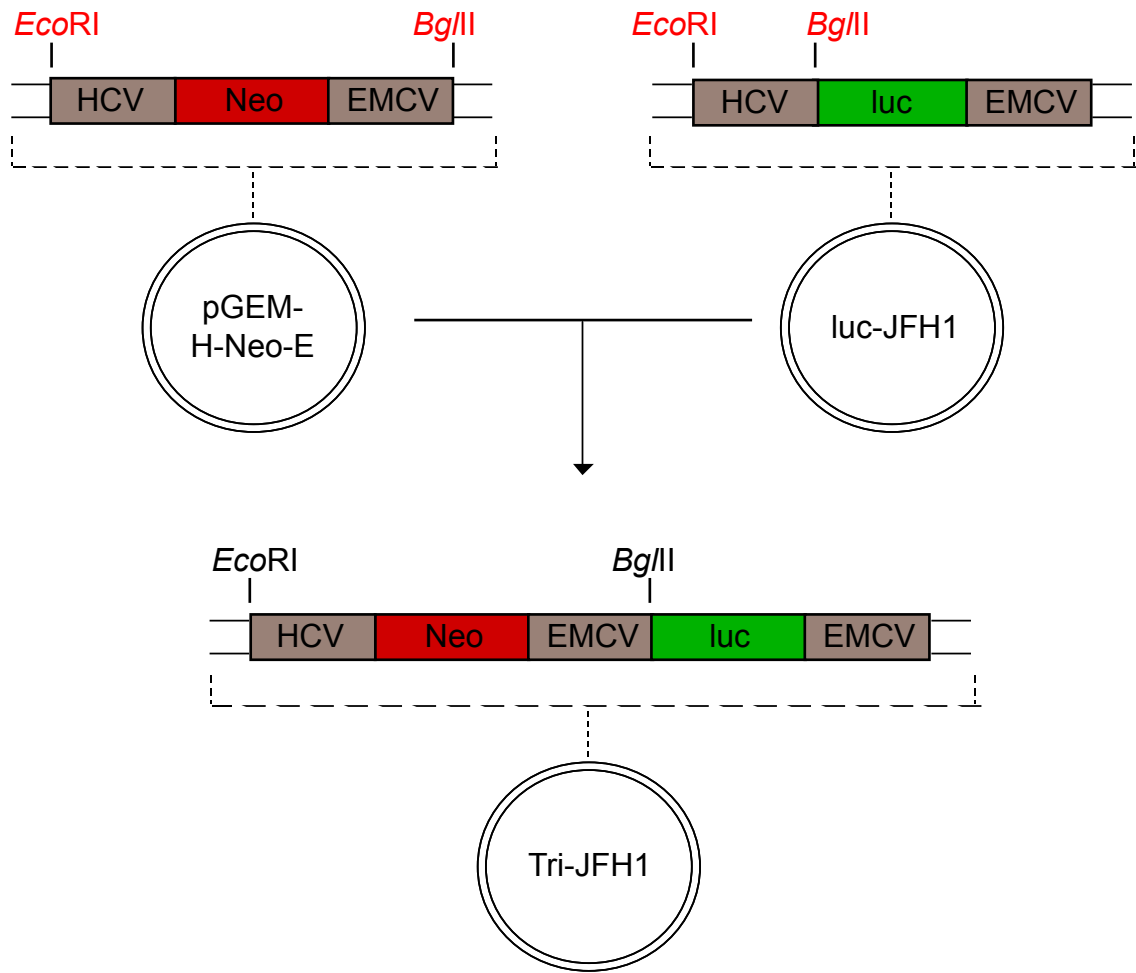 EcoRI BglII EcoRI BglII
HCV Neo EMCV HCV luc EMCV
pGEM-
H-Neo-E
luc-JFH1
EcoRI BglII
HCV Neo EMCV luc EMCV
Tri-JFH1